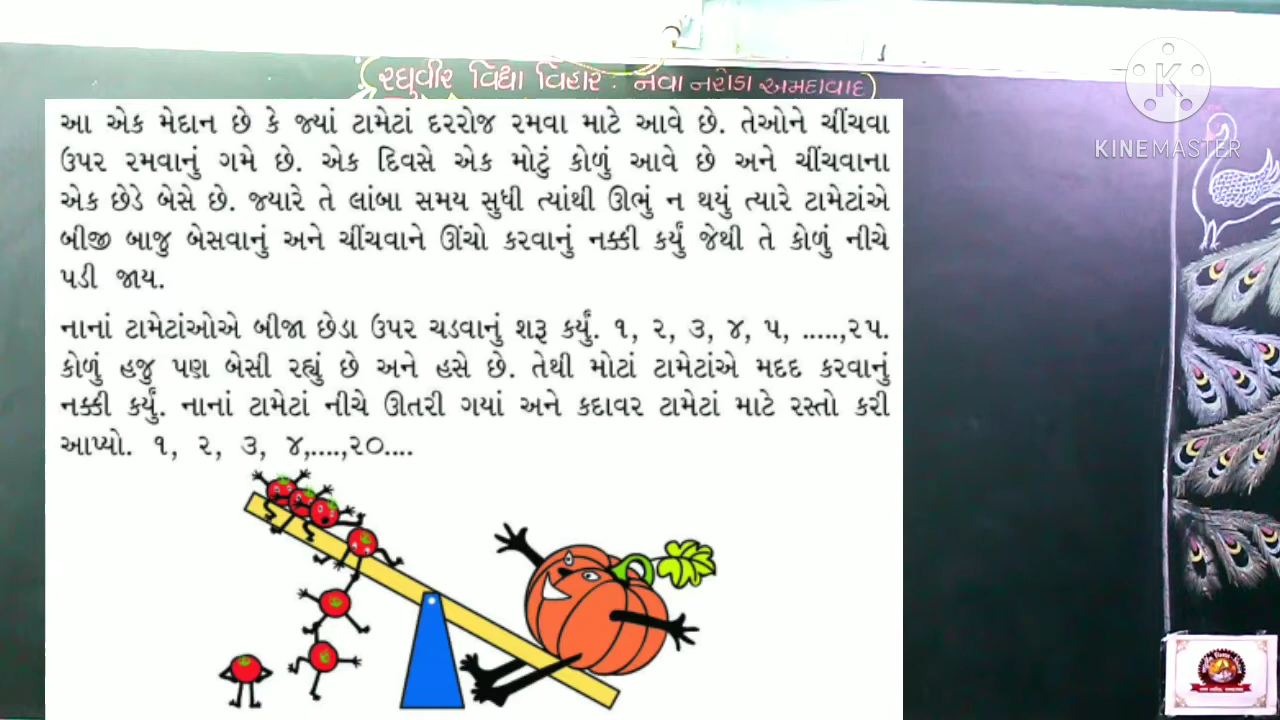 રઘુવીર વિદ્યા વિહાર : નવા નરોડા અમદાવાદ
KINEMASTER
આ એક મેદાન છે કે જ્યાં ટામેટાં દરરોજ રમવા માટે આવે છે. તેઓને ચીંચવા
ઉપર રમવાનું ગમે છે. એક દિવસે એક મોટું કોળું આવે છે અને ચીંચવાના
એક છેડે બેસે છે. જ્યારે તે લાંબા સમય સુધી ત્યાંથી ઊભું ન થયું ત્યારે ટામેટાંએ
બીજી બાજુ બેસવાનું અને ચીંચવાને ઊંચો કરવાનું નક્કી કર્યું જેથી તે કોળું નીચે
પડી જાય.
નાનાં ટામેટાંઓએ બીજા છેડા ઉપર ચડવાનું શરૂ કર્યું. ૧, ૨, ૩, ૪, ૫, .....,૨૫.
કોળું હજુ પણ બેસી રહ્યું છે અને હસે છે. તેથી મોટાં ટામેટાંએ મદદ કરવાનું
નક્કી કર્યું. નાનાં ટામેટાં નીચે ઊતરી ગયાં અને કદાવર ટામેટાં માટે રસ્તો કરી
આપ્યો. ૧, ૨, ૩, ૪,....,૨૦....